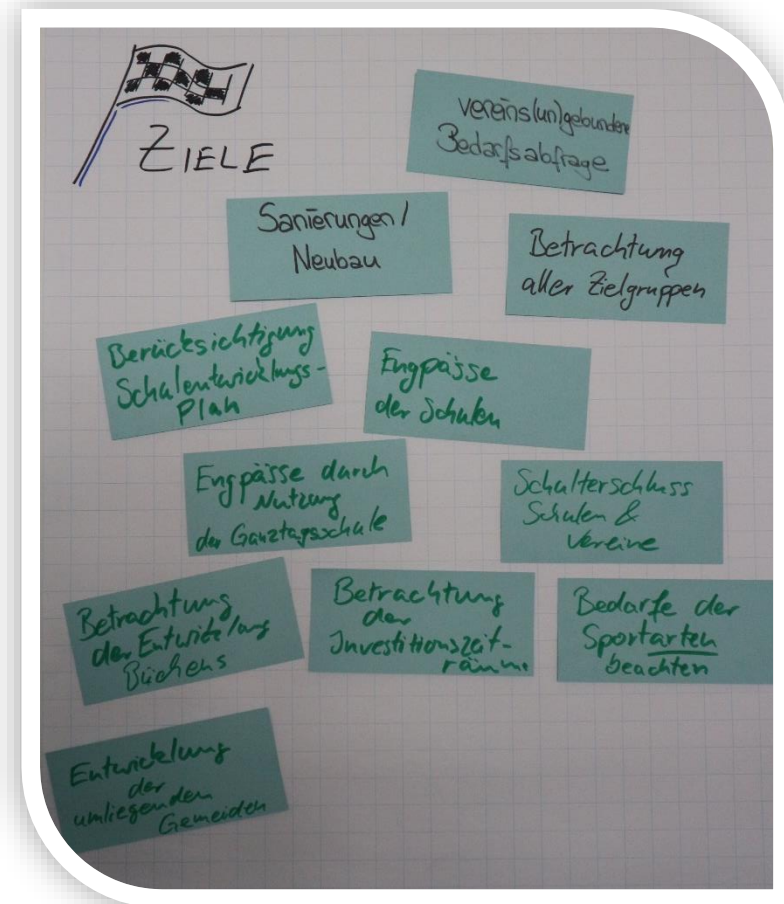 ZIELE
vereins(un)gebundene
Bedarfsabfrage
Sanierungen/
Neubau
Betrachtung
aller Zielgruppen
Berücksichtigung
Schulentwicklungs-
Plan
Engpässe
der Schulen
Engpässe durch
Nutzung
der Ganztagsschule
Schulterschluss
Schulen &
Vereine
Betrachtung
der Entwicklung
Büchens
Betrachtung
der
Investitionszeit-
räume
Bedarfe der
Sportarten
beachten
Entwicklung
der
umliegenden
Gemeiden